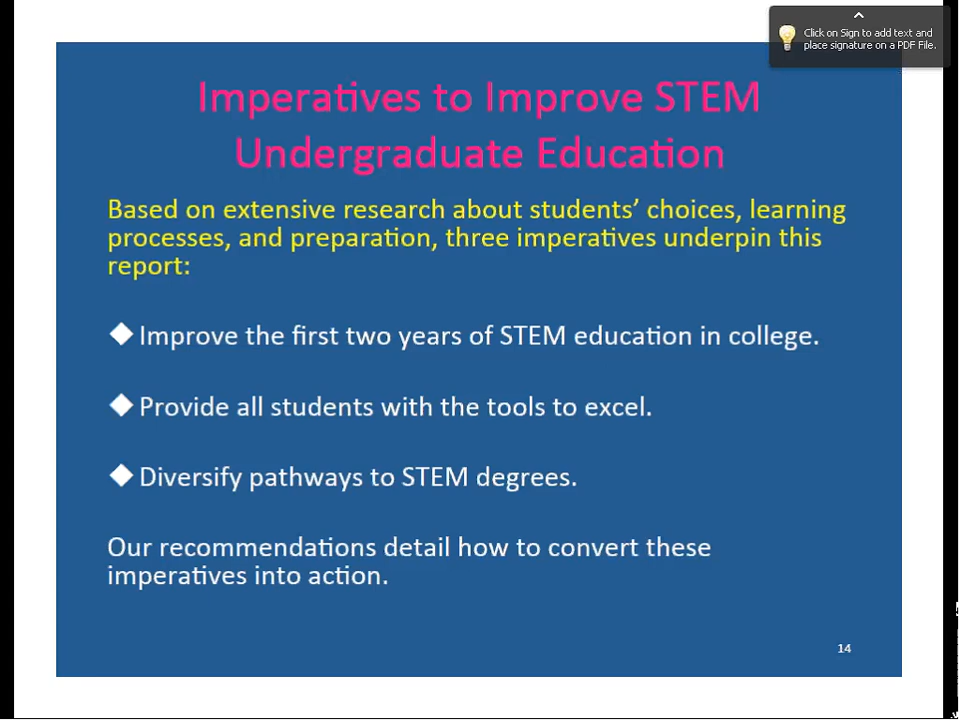 Click on Sign to add text and
place signature on a PDF File.
Imperatives to Improve STEM
Undergraduate Education
Based on extensive research about students’ choices, learning
processes, and preparation, three imperatives underpin this
report:
◆ Improve the first two years of STEM education in college.
◆ Provide all students with the tools to excel.
◆ Diversify pathways to STEM degrees.
Our recommendations detail how to convert these
imperatives into action.
14